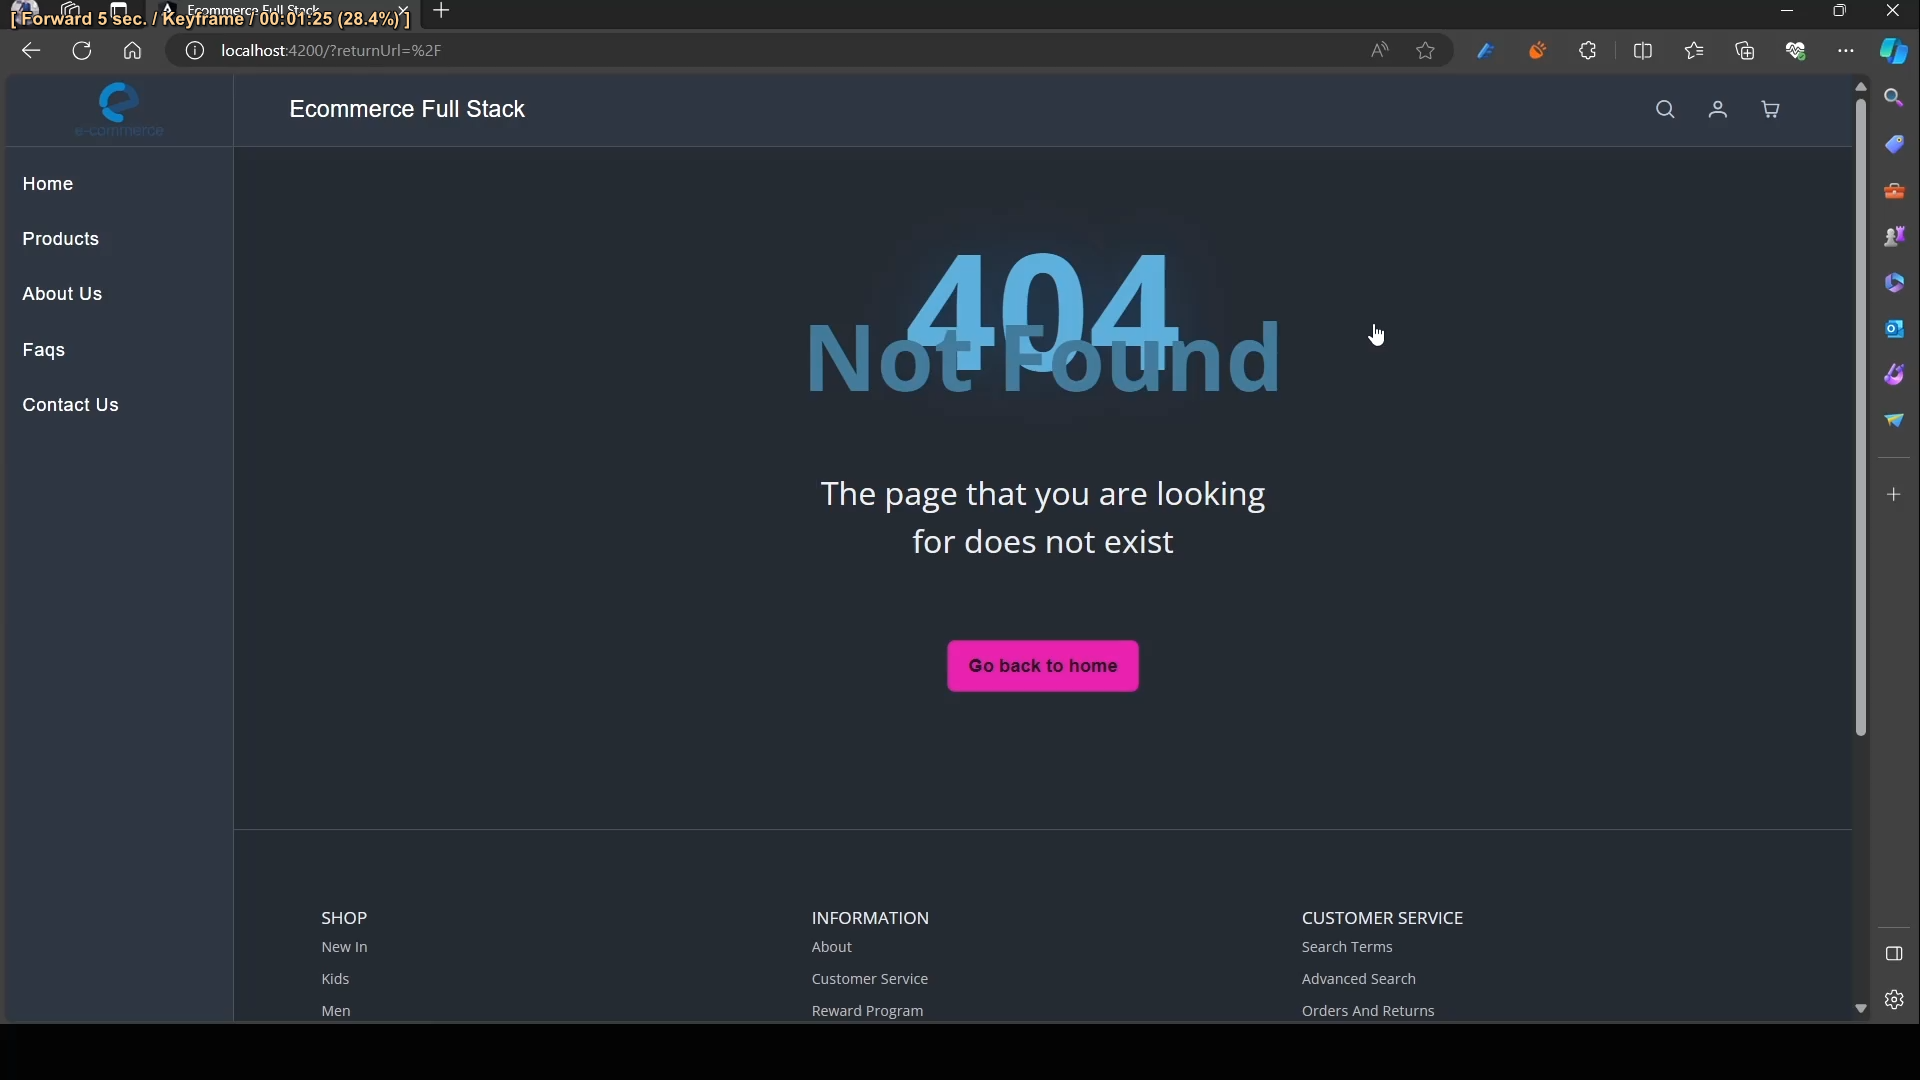 Ecommerce Full Stack
[ Forward 5 sec. / Keyframe / 00:01:25 (28.4%) ]
localhost:4200/?returnUrl=%2F
e-commerce
Ecommerce Full Stack
Home
Products
About Us
Faqs
Contact Us
404
Not Found
The page that you are looking
for does not exist
Go back to home
SHOP
New In
Kids
Men
INFORMATION
About
Customer Service
Reward Program
CUSTOMER SERVICE
Search Terms
Advanced Search
Orders And Returns